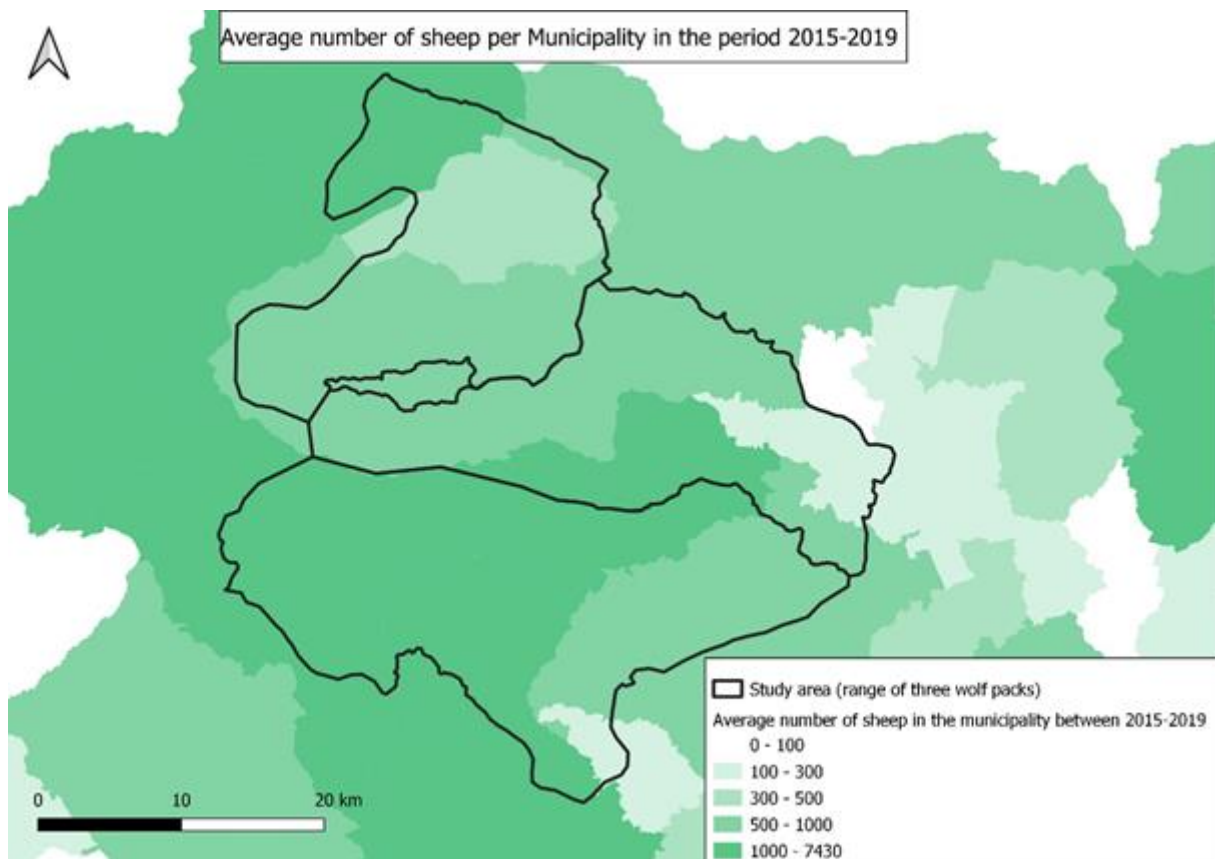 Average number of sheep per Municipality in the period 2015-2019
Study area (range of three wolf packs)
Average number of sheep in the municipality between 2015-2019
0 - 100
100 - 300
300 - 500
500 - 1000
1000 - 7430
0 10 20 km